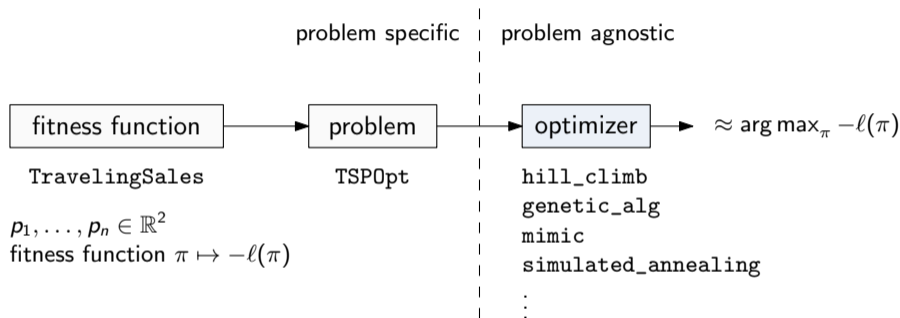 problem specific
problem agnostic
fitness function
problem
optimizer
≈ arg max_π −ℓ(π)
TravelingSales
TSPOpt
hill_climb
genetic_alg
mimic
simulated_annealing
⋮
p₁, . . . , pₙ ∈ ℝ²
fitness function π ↦ −ℓ(π)